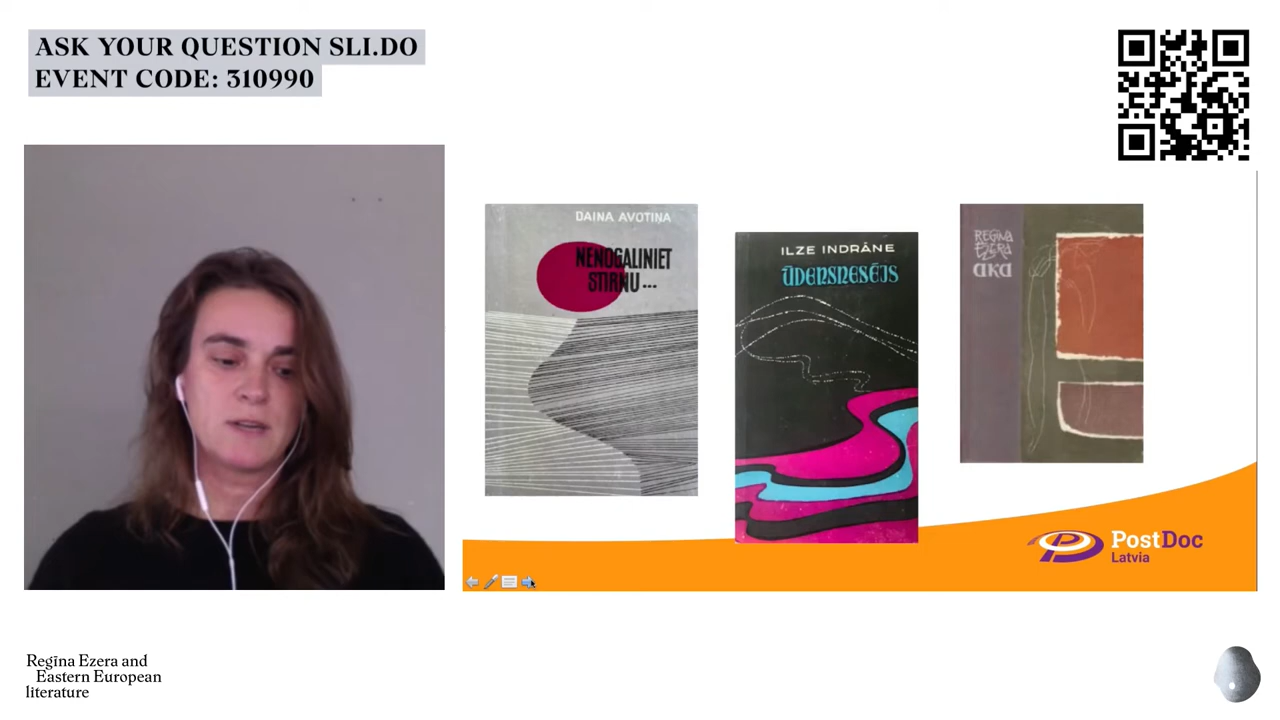 ASK YOUR QUESTION SLI.DO
EVENT CODE: 310990
DAINA AVOTIŅA
NENOGALINIET
STIRNU...
ILZE INDRĀNE
ŪDENSNESĒJS
REGĪNA
EZERA
aKa
PostDoc
Latvia
Regīna Ezera and
Eastern European
literature